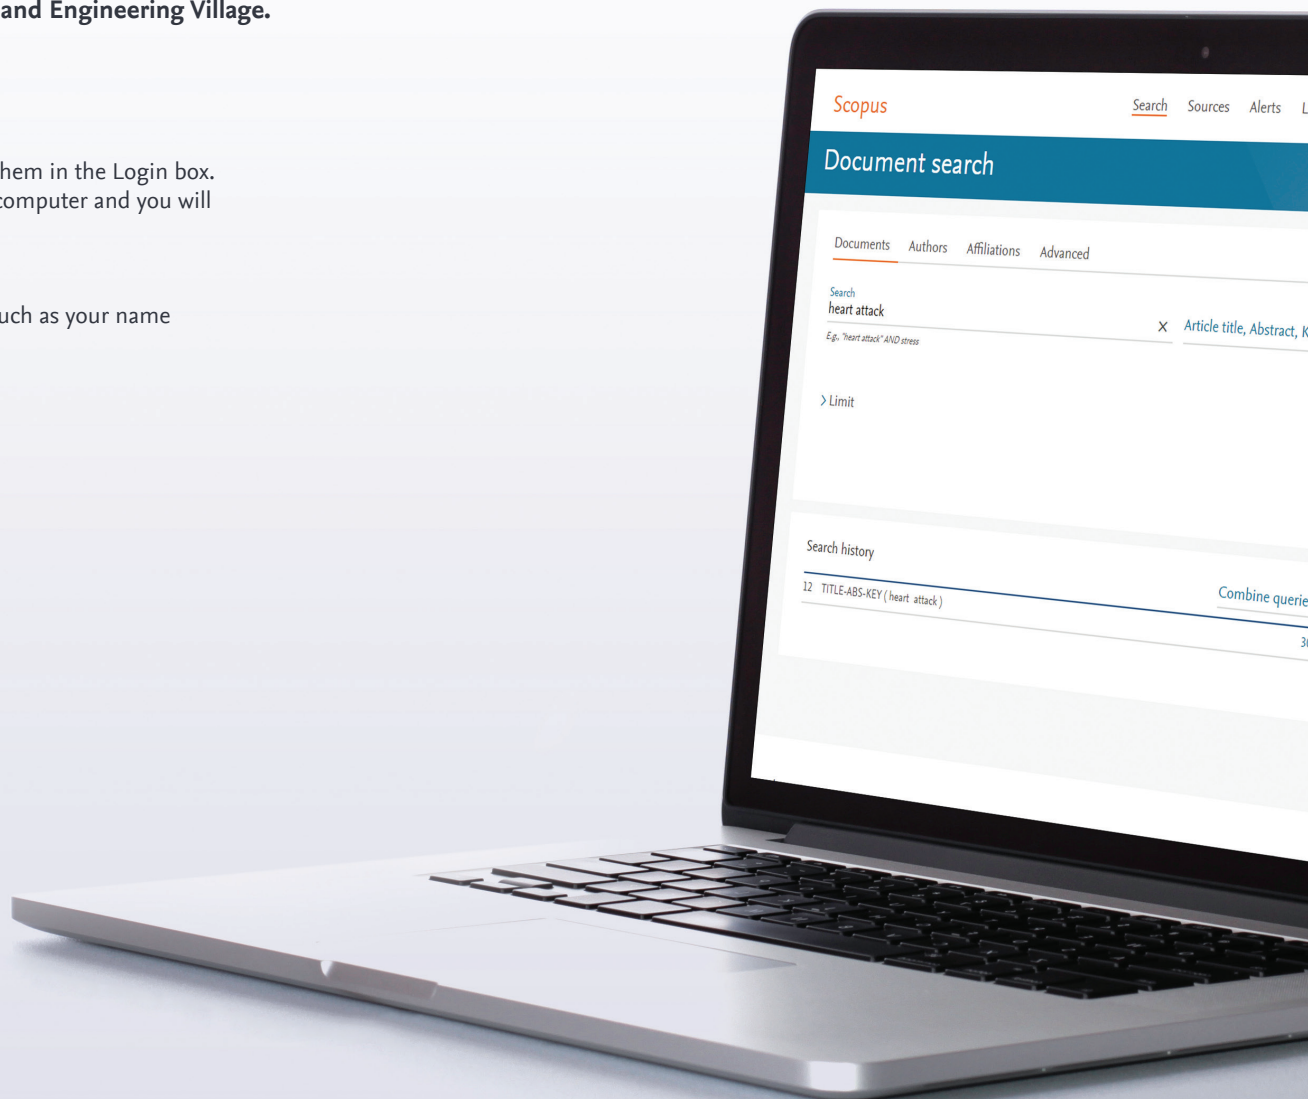 and Engineering Village.
hem in the Login box.
computer and you will
uch as your name
Scopus
Search Sources Alerts L
Document search
Documents Authors Affiliations Advanced
Search
heart attack
X Article title, Abstract, K
E.g., "heart attack" AND stress
> Limit
Search history
Combine querie
12 TITLE-ABS-KEY ( heart attack )